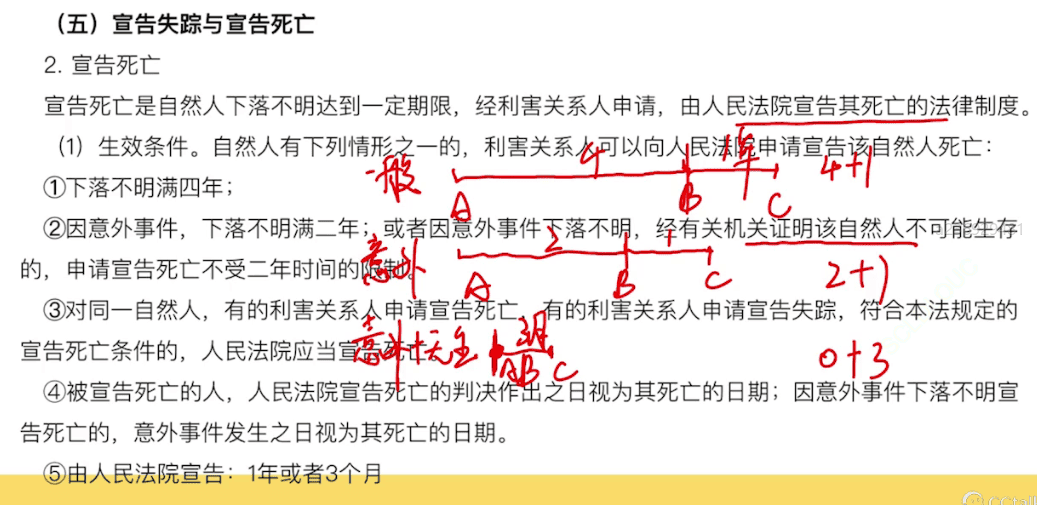 （五）宣告失踪与宣告死亡
2. 宣告死亡
宣告死亡是自然人下落不明达到一定期限，经利害关系人申请，由人民法院宣告其死亡的法律制度。
（1）生效条件。自然人有下列情形之一的，利害关系人可以向人民法院申请宣告该自然人死亡：
一般 4 1年 4+1
A B C
①下落不明满四年；
②因意外事件，下落不明满二年；或者因意外事件下落不明，经有关机关证明该自然人不可能生存
的，申请宣告死亡不受二年时间的限制。
意外 2 1 2+1
A B C
③对同一自然人，有的利害关系人申请宣告死亡，有的利害关系人申请宣告失踪，符合本法规定的
宣告死亡条件的，人民法院应当宣告死亡。
意外+无生 3月 0+3
AB C
④被宣告死亡的人，人民法院宣告死亡的判决作出之日视为其死亡的日期；因意外事件下落不明宣
告死亡的，意外事件发生之日视为其死亡的日期。
⑤由人民法院宣告：1年或者3个月
CCtalk